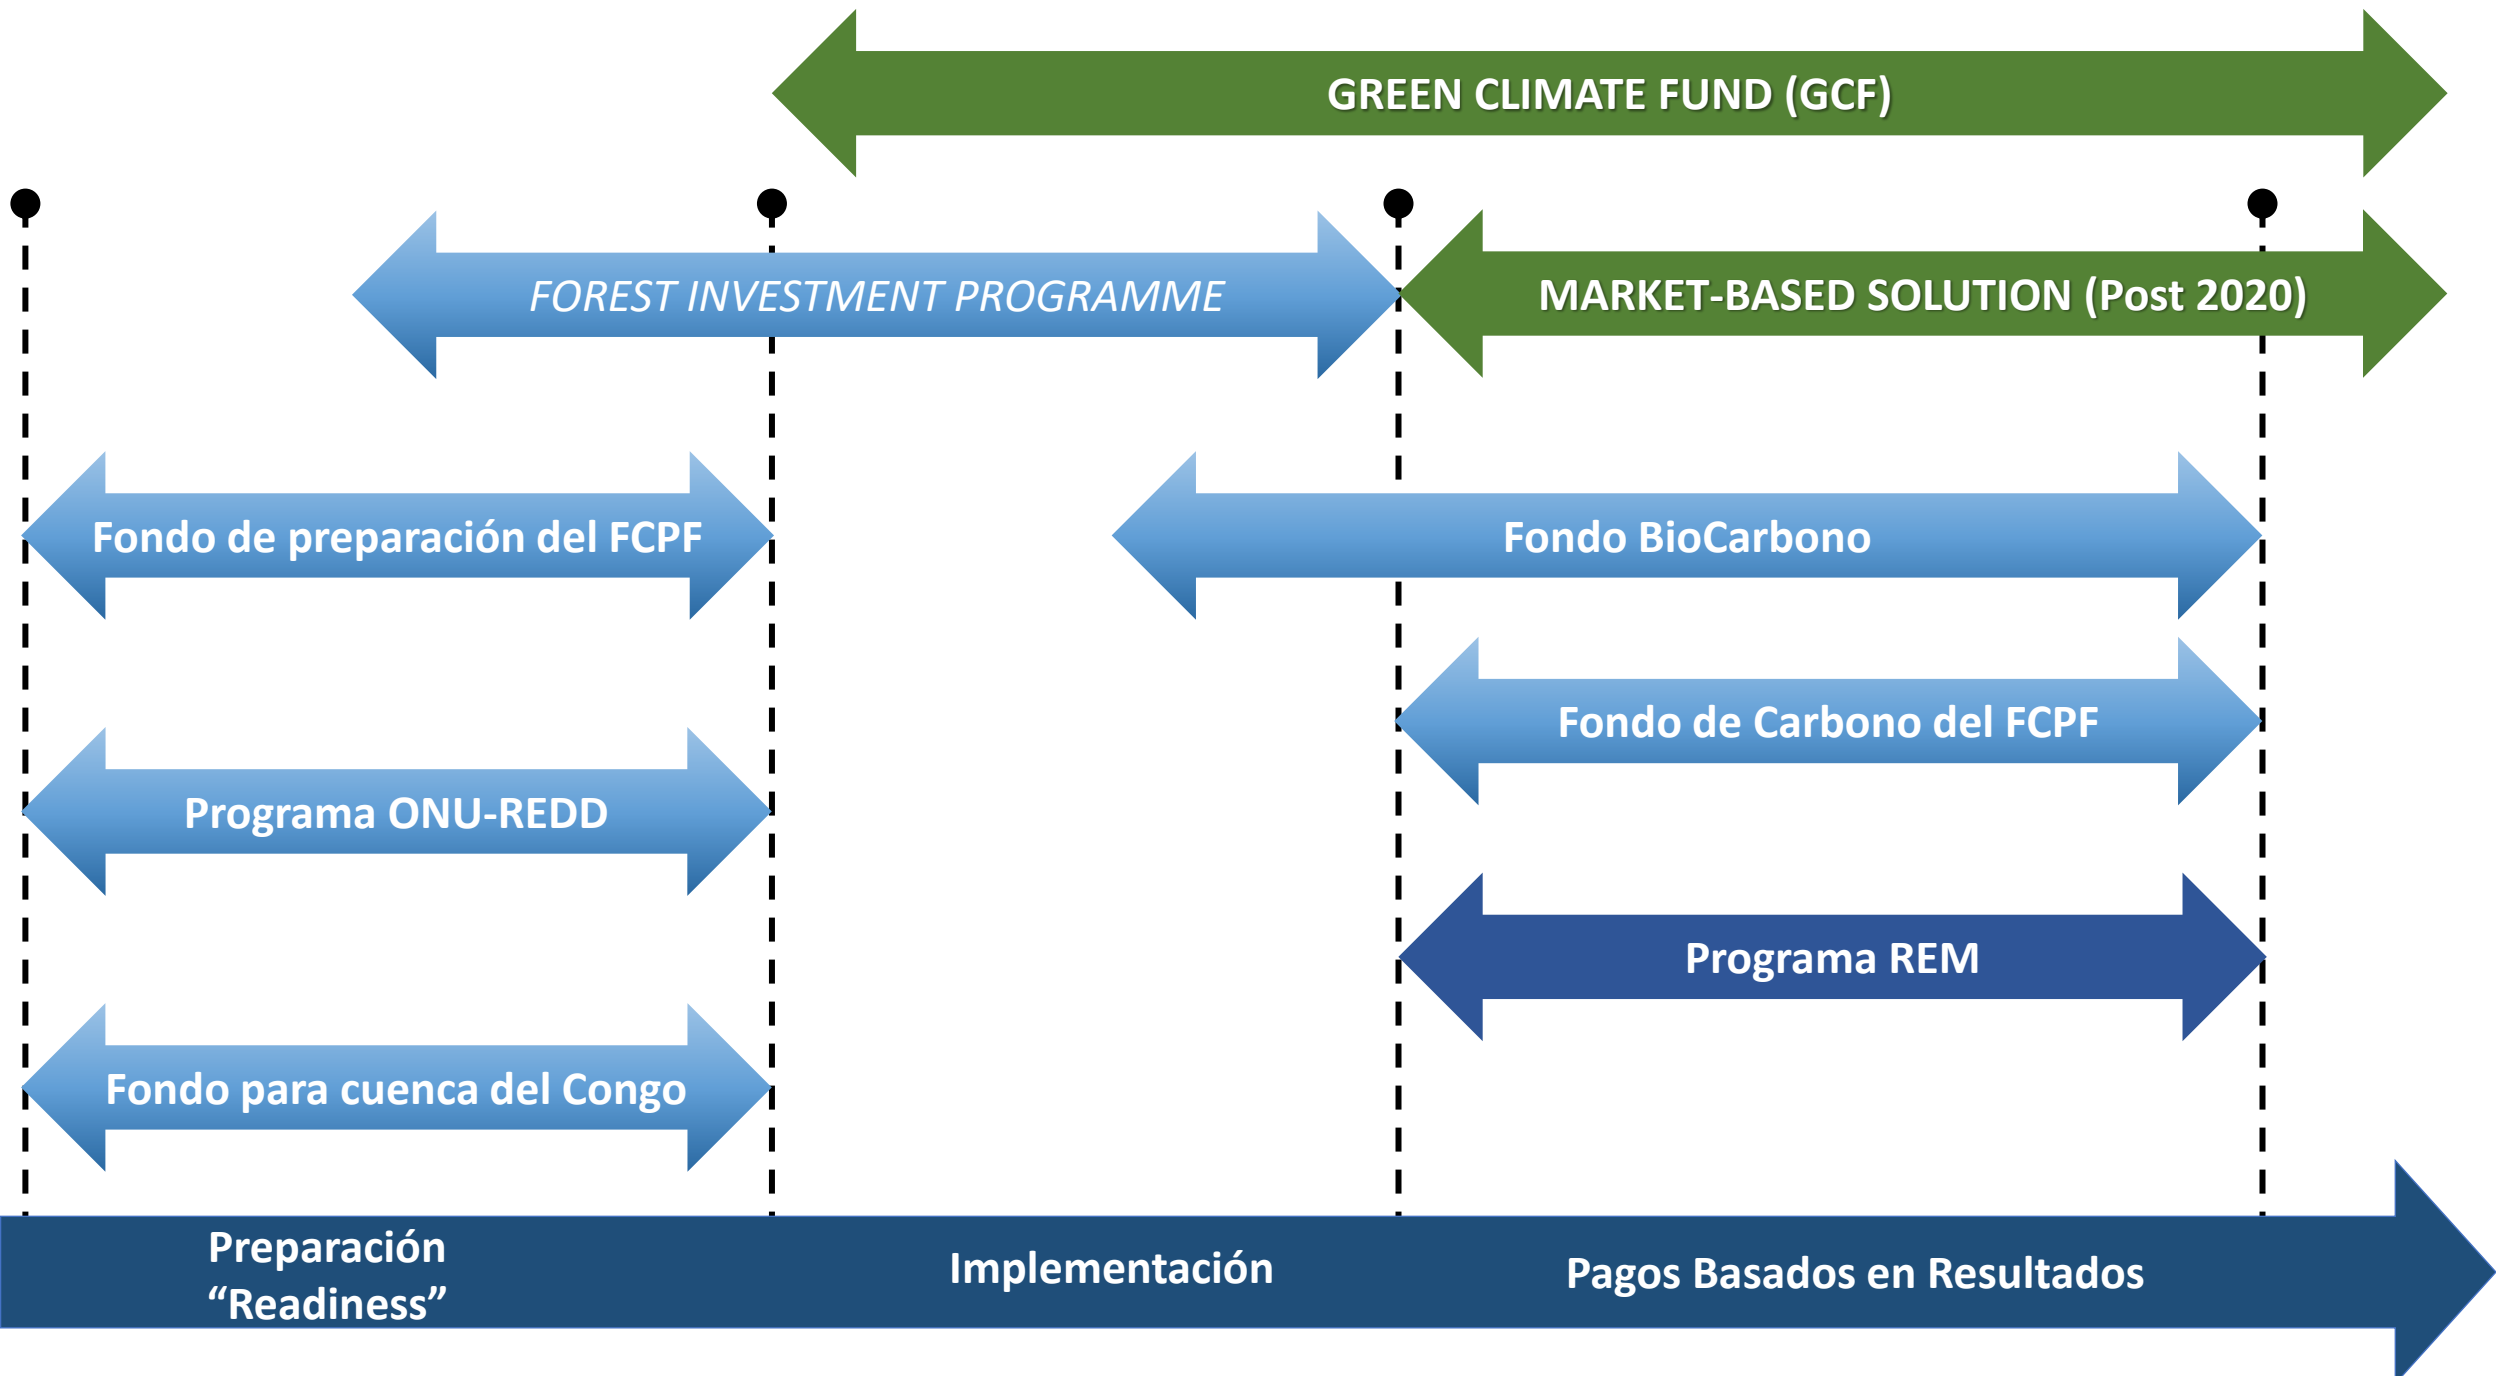 GREEN CLIMATE FUND (GCF)
FOREST INVESTMENT PROGRAMME
MARKET-BASED SOLUTION (Post 2020)
Fondo de preparación del FCPF
Fondo BioCarbono
Fondo de Carbono del FCPF
Programa ONU-REDD
Programa REM
Fondo para cuenca del Congo
Preparación
“Readiness”
Implementación
Pagos Basados en Resultados